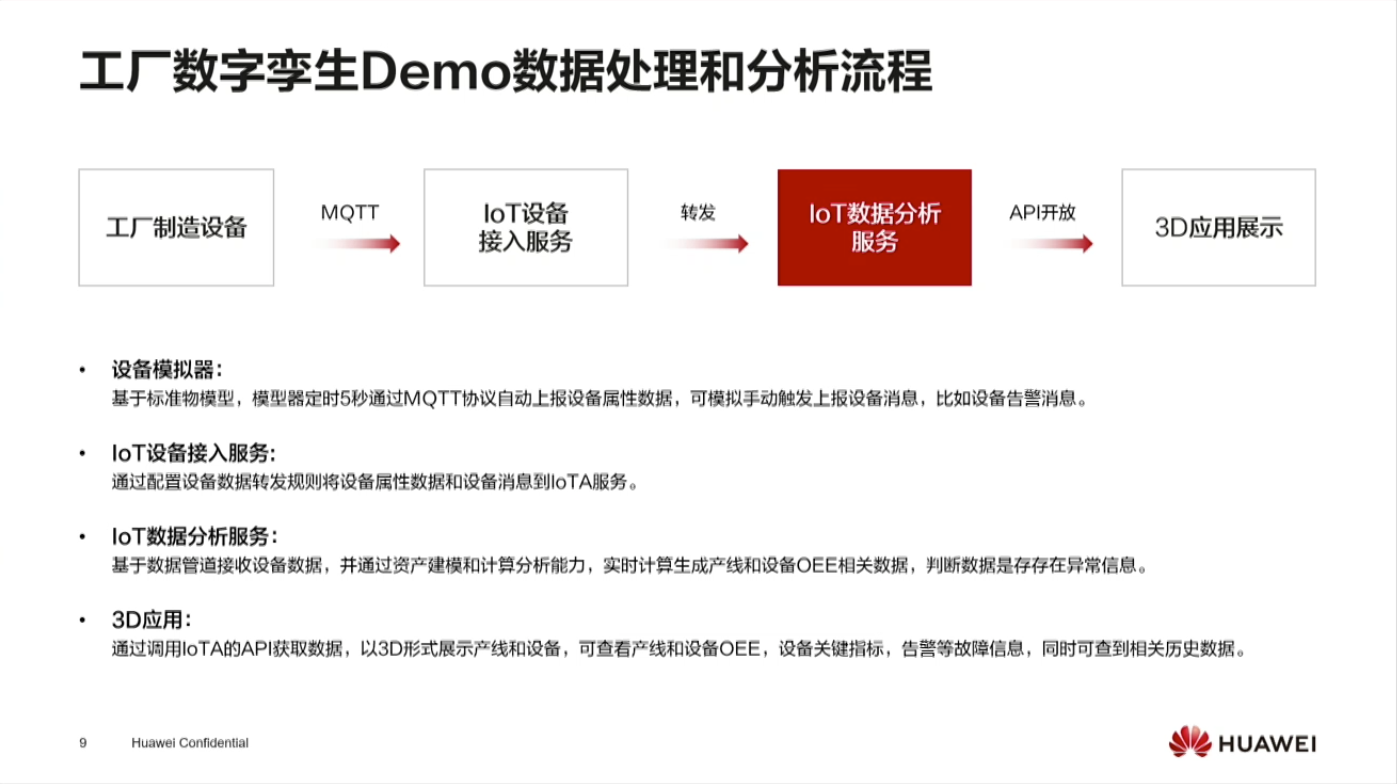 工厂数字孪生Demo数据处理和分析流程
工厂制造设备
MQTT
IoT设备
接入服务
转发
IoT数据分析
服务
API开放
3D应用展示
• 设备模拟器：
基于标准物模型，模型器定时5秒通过MQTT协议自动上报设备属性数据，可模拟手动触发上报设备消息，比如设备告警消息。
• IoT设备接入服务:
通过配置设备数据转发规则将设备属性数据和设备消息到IoTA服务。
• IoT数据分析服务：
基于数据管道接收设备数据，并通过资产建模和计算分析能力，实时计算生成产线和设备OEE相关数据，判断数据是存存在异常信息。
• 3D应用：
通过调用IoTA的API获取数据，以3D形式展示产线和设备，可查看产线和设备OEE，设备关键指标，告警等故障信息，同时可查到相关历史数据。
9 Huawei Confidential
HUAWEI